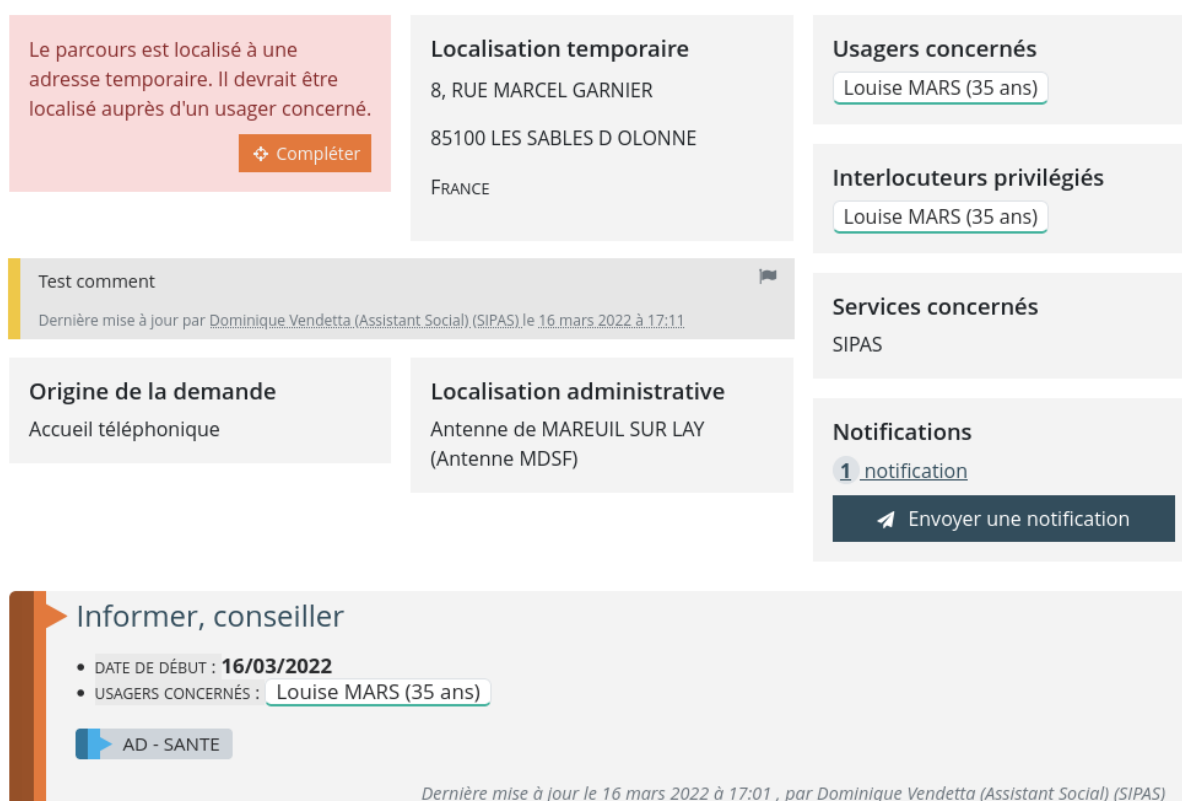 Le parcours est localisé à une
adresse temporaire. Il devrait être
localisé auprès d'un usager concerné.
Compléter
Localisation temporaire
8, RUE MARCEL GARNIER
85100 LES SABLES D OLONNE
FRANCE
Usagers concernés
Louise MARS (35 ans)
Interlocuteurs privilégiés
Louise MARS (35 ans)
Test comment
Dernière mise à jour par Dominique Vendetta (Assistant Social) (SIPAS) le 16 mars 2022 à 17:11
Services concernés
SIPAS
Origine de la demande
Accueil téléphonique
Localisation administrative
Antenne de MAREUIL SUR LAY
(Antenne MDSF)
Notifications
1 notification
Envoyer une notification
Informer, conseiller
DATE DE DÉBUT : 16/03/2022
USAGERS CONCERNÉS : Louise MARS (35 ans)
AD - SANTE
Dernière mise à jour le 16 mars 2022 à 17:01 , par Dominique Vendetta (Assistant Social) (SIPAS)